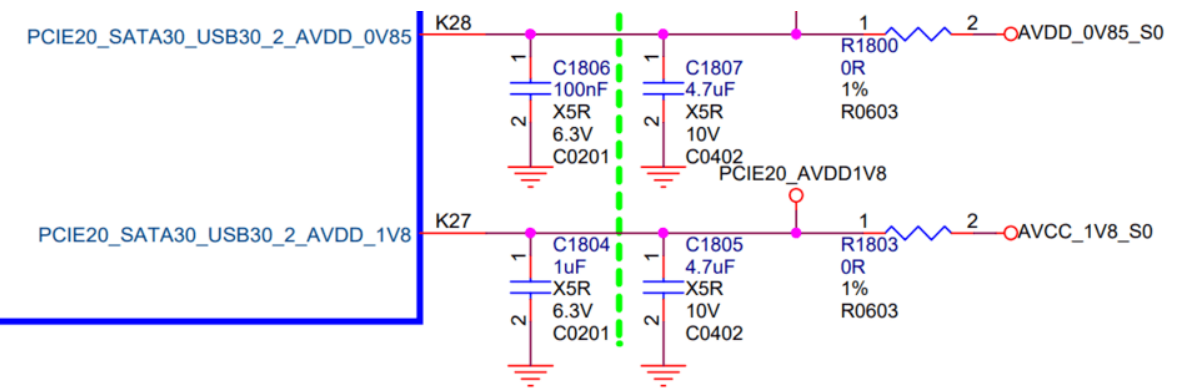 K28
1
2
PCIE20_SATA30_USB30_2_AVDD_0V85
AVDD_0V85_S0
R1800
0R
1%
R0603
1
C1806
100nF
X5R
6.3V
C0201
2
1
C1807
4.7uF
X5R
10V
C0402
2
PCIE20_AVDD1V8
K27
1
2
PCIE20_SATA30_USB30_2_AVDD_1V8
AVCC_1V8_S0
R1803
0R
1%
R0603
1
C1804
1uF
X5R
6.3V
C0201
2
1
C1805
4.7uF
X5R
10V
C0402
2